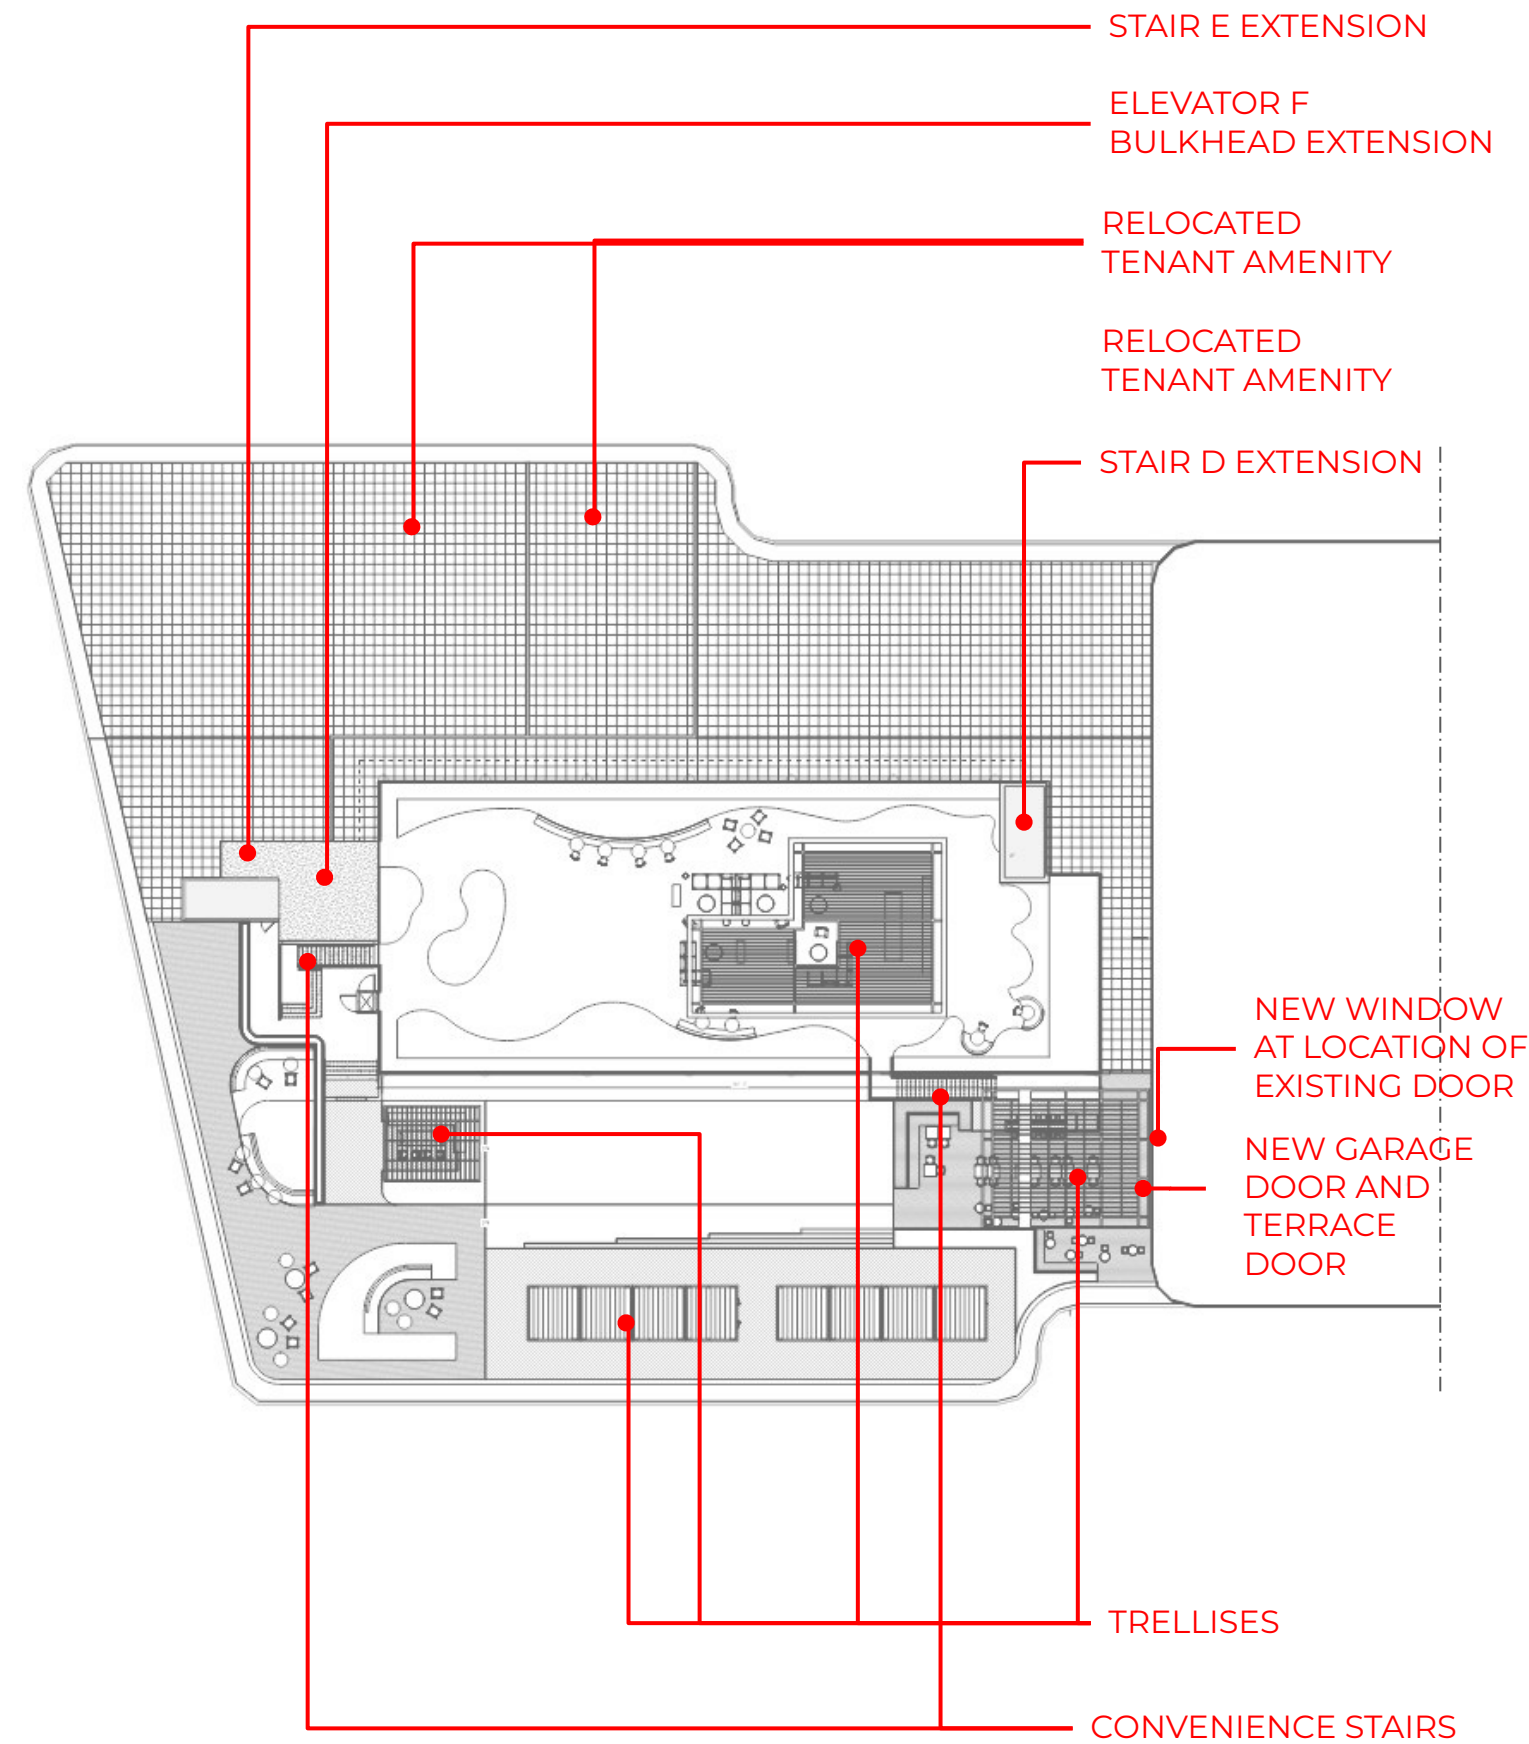 STAIR E EXTENSION
ELEVATOR F
BULKHEAD EXTENSION
RELOCATED
TENANT AMENITY
RELOCATED
TENANT AMENITY
STAIR D EXTENSION
NEW WINDOW
AT LOCATION OF
EXISTING DOOR
NEW GARAGE
DOOR AND
TERRACE
DOOR
TRELLISES
CONVENIENCE STAIRS